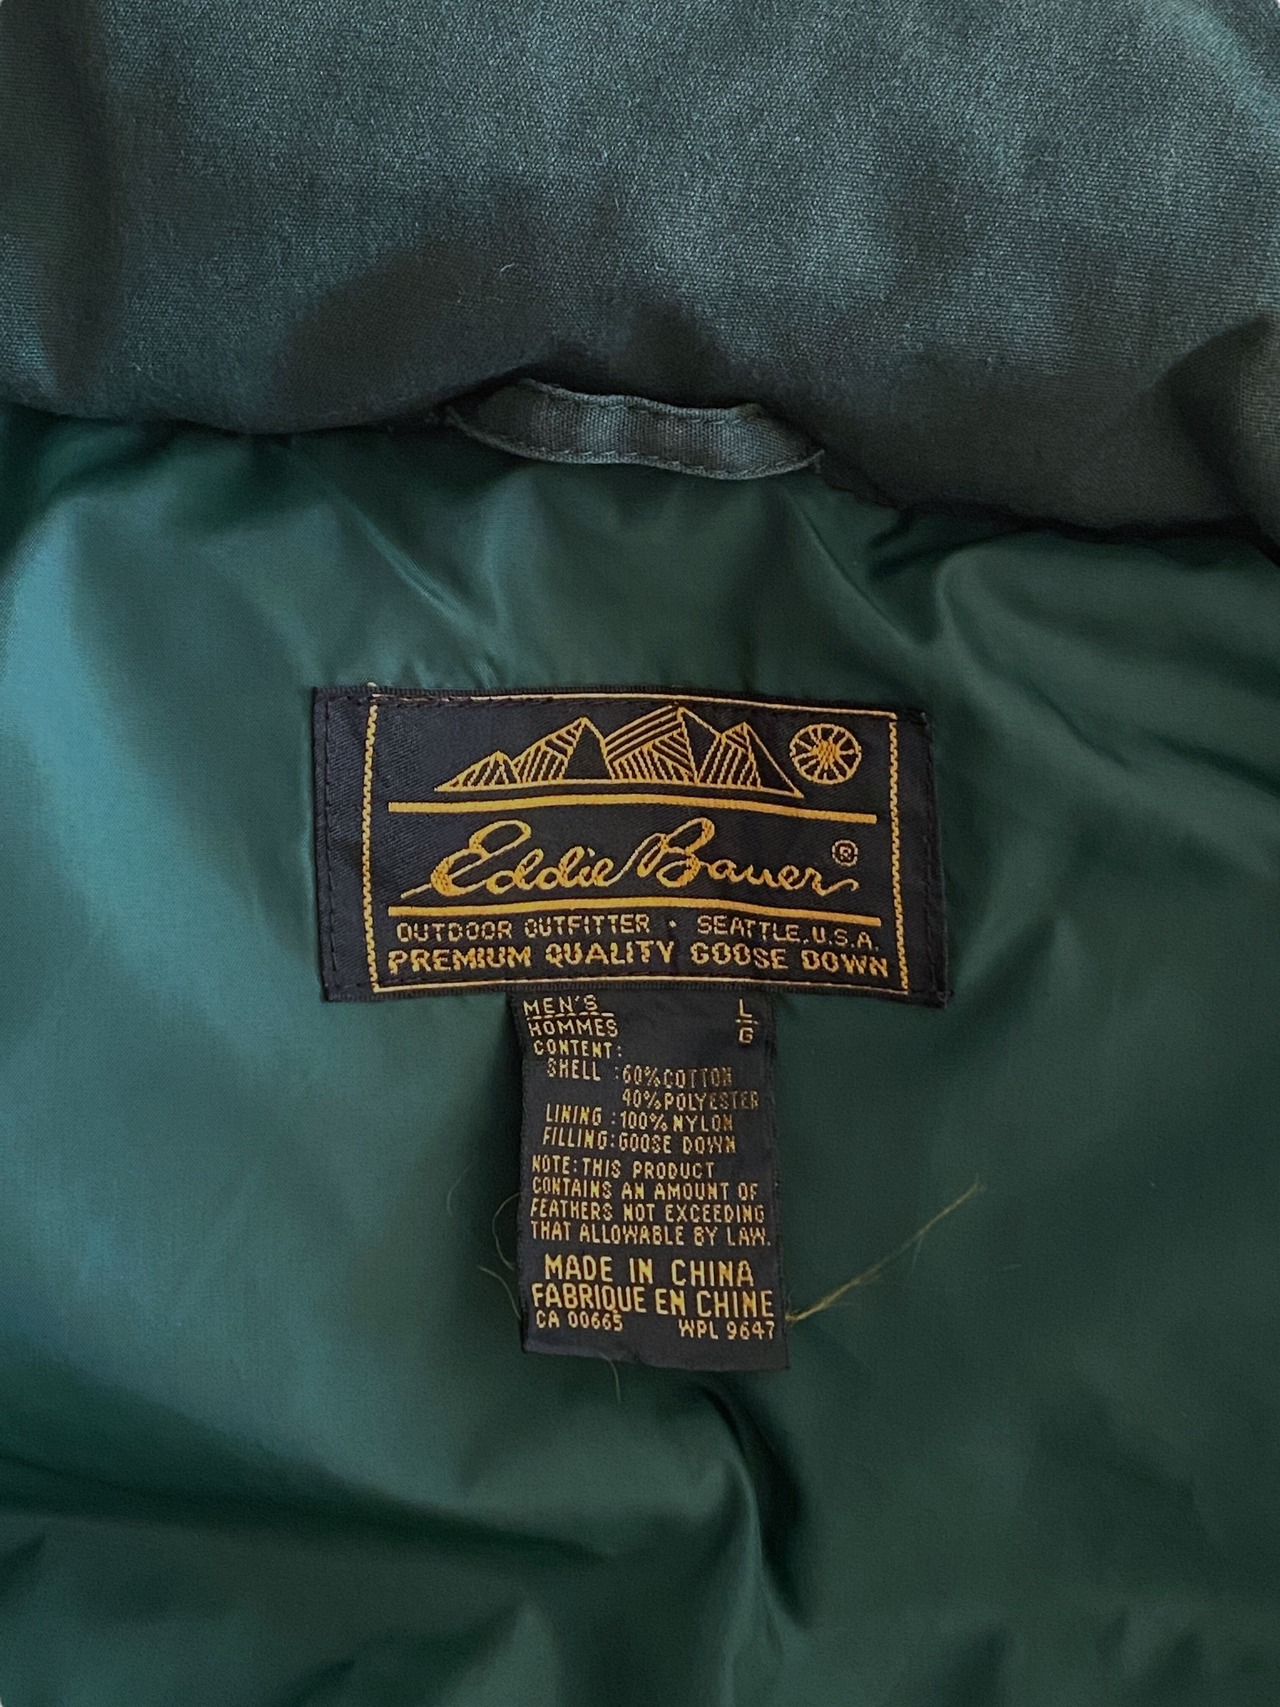 Eddie Bauer®
OUTDOOR OUTFITTER · SEATTLE, U.S.A.
PREMIUM QUALITY GOOSE DOWN
MEN'S L
HOMMES G
CONTENT:
SHELL :60%COTTON
40%POLYESTER
LINING :100%NYLON
FILLING:GOOSE DOWN
NOTE:THIS PRODUCT
CONTAINS AN AMOUNT OF
FEATHERS NOT EXCEEDING
THAT ALLOWABLE BY LAW.
MADE IN CHINA
FABRIQUE EN CHINE
CA 00665 WPL 9647